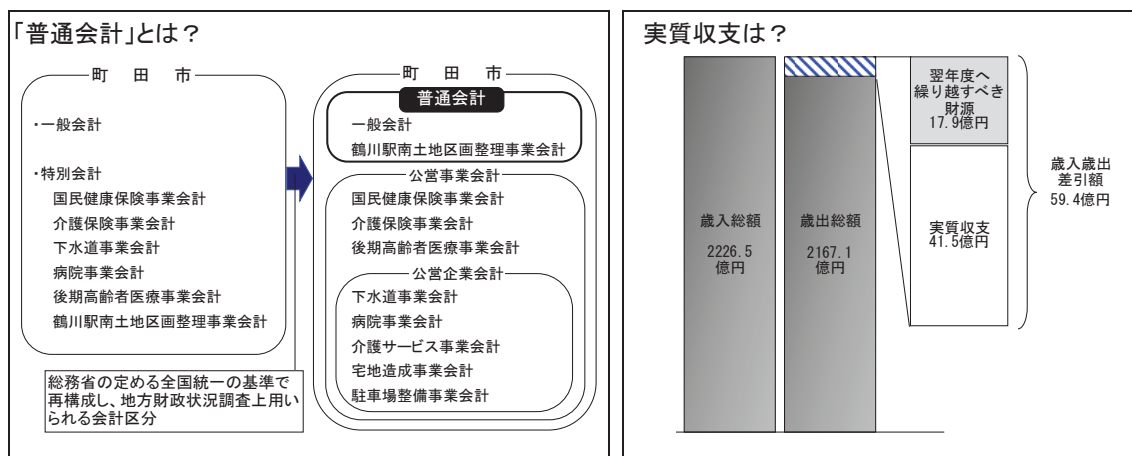 「普通会計」とは？
町 田 市
・一般会計
・特別会計
国民健康保険事業会計
介護保険事業会計
下水道事業会計
病院事業会計
後期高齢者医療事業会計
鶴川駅南土地区画整理事業会計
総務省の定める全国統一の基準で
再構成し、地方財政状況調査上用い
られる会計区分
町 田 市
普通会計
一般会計
鶴川駅南土地区画整理事業会計
公営事業会計
国民健康保険事業会計
介護保険事業会計
後期高齢者医療事業会計
公営企業会計
下水道事業会計
病院事業会計
介護サービス事業会計
宅地造成事業会計
駐車場整備事業会計
実質収支は？
歳入総額
2226.5
億円
歳出総額
2167.1
億円
翌年度へ
繰り越すべき
財源
17.9億円
実質収支
41.5億円
歳入歳出
差引額
59.4億円